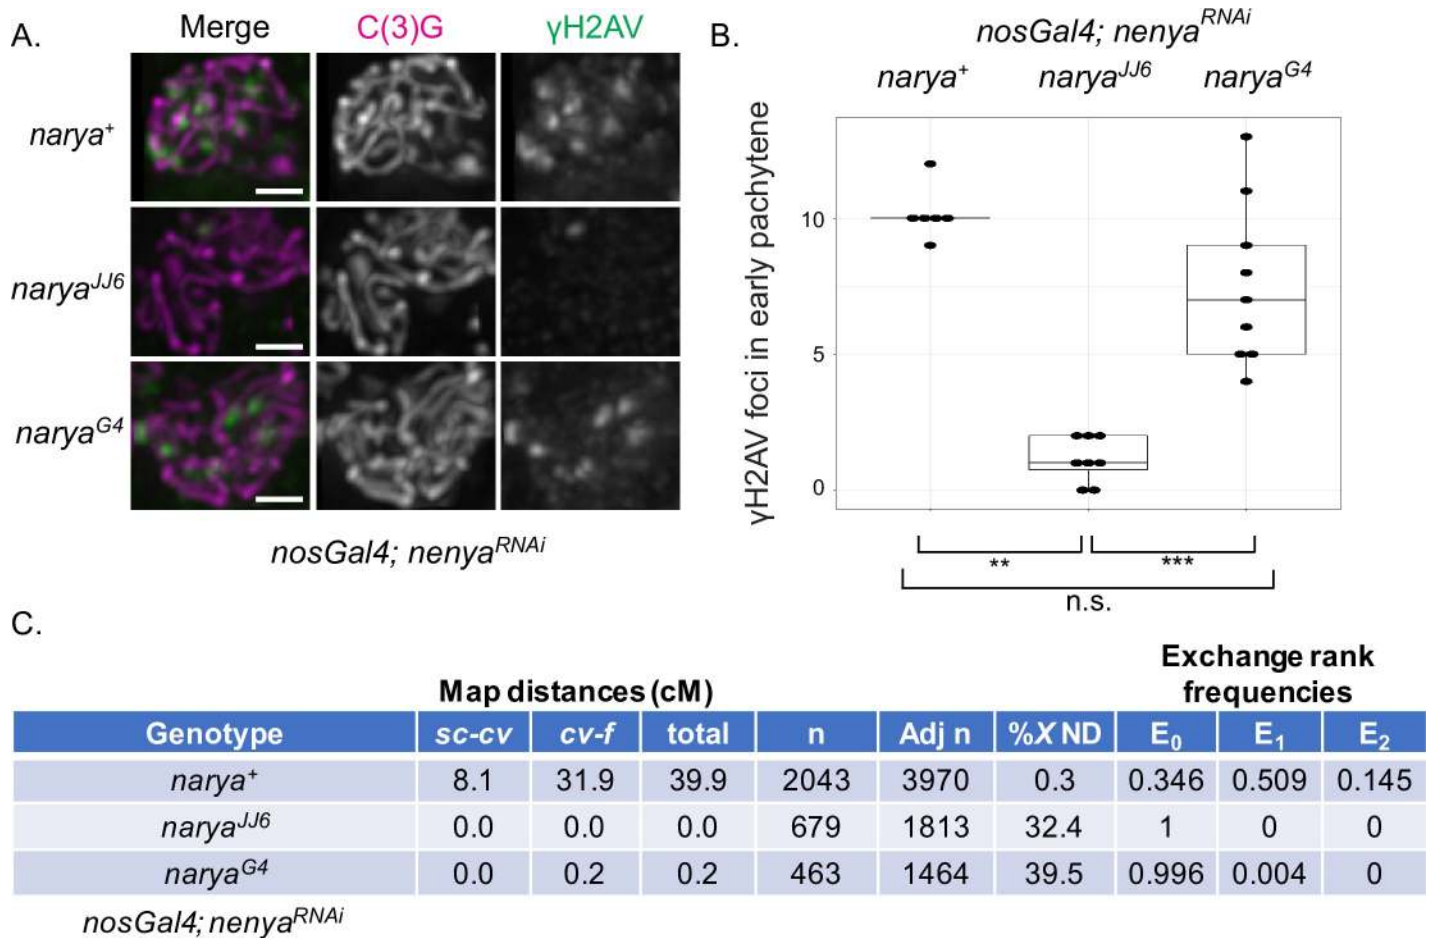 A.
Merge C(3)G γH2AV
narya+
naryaJJ6
naryaG4
nosGal4; nenyaRNAi
B.
nosGal4; nenyaRNAi
narya+ naryaJJ6 naryaG4
γH2AV foci in early pachytene
10
5
0
** ***
n.s.
C.
Map distances (cM) Exchange rank frequencies
Genotype sc-cv cv-f total n Adj n %X ND E0 E1 E2
narya+ 8.1 31.9 39.9 2043 3970 0.3 0.346 0.509 0.145
naryaJJ6 0.0 0.0 0.0 679 1813 32.4 1 0 0
naryaG4 0.0 0.2 0.2 463 1464 39.5 0.996 0.004 0
nosGal4; nenyaRNAi